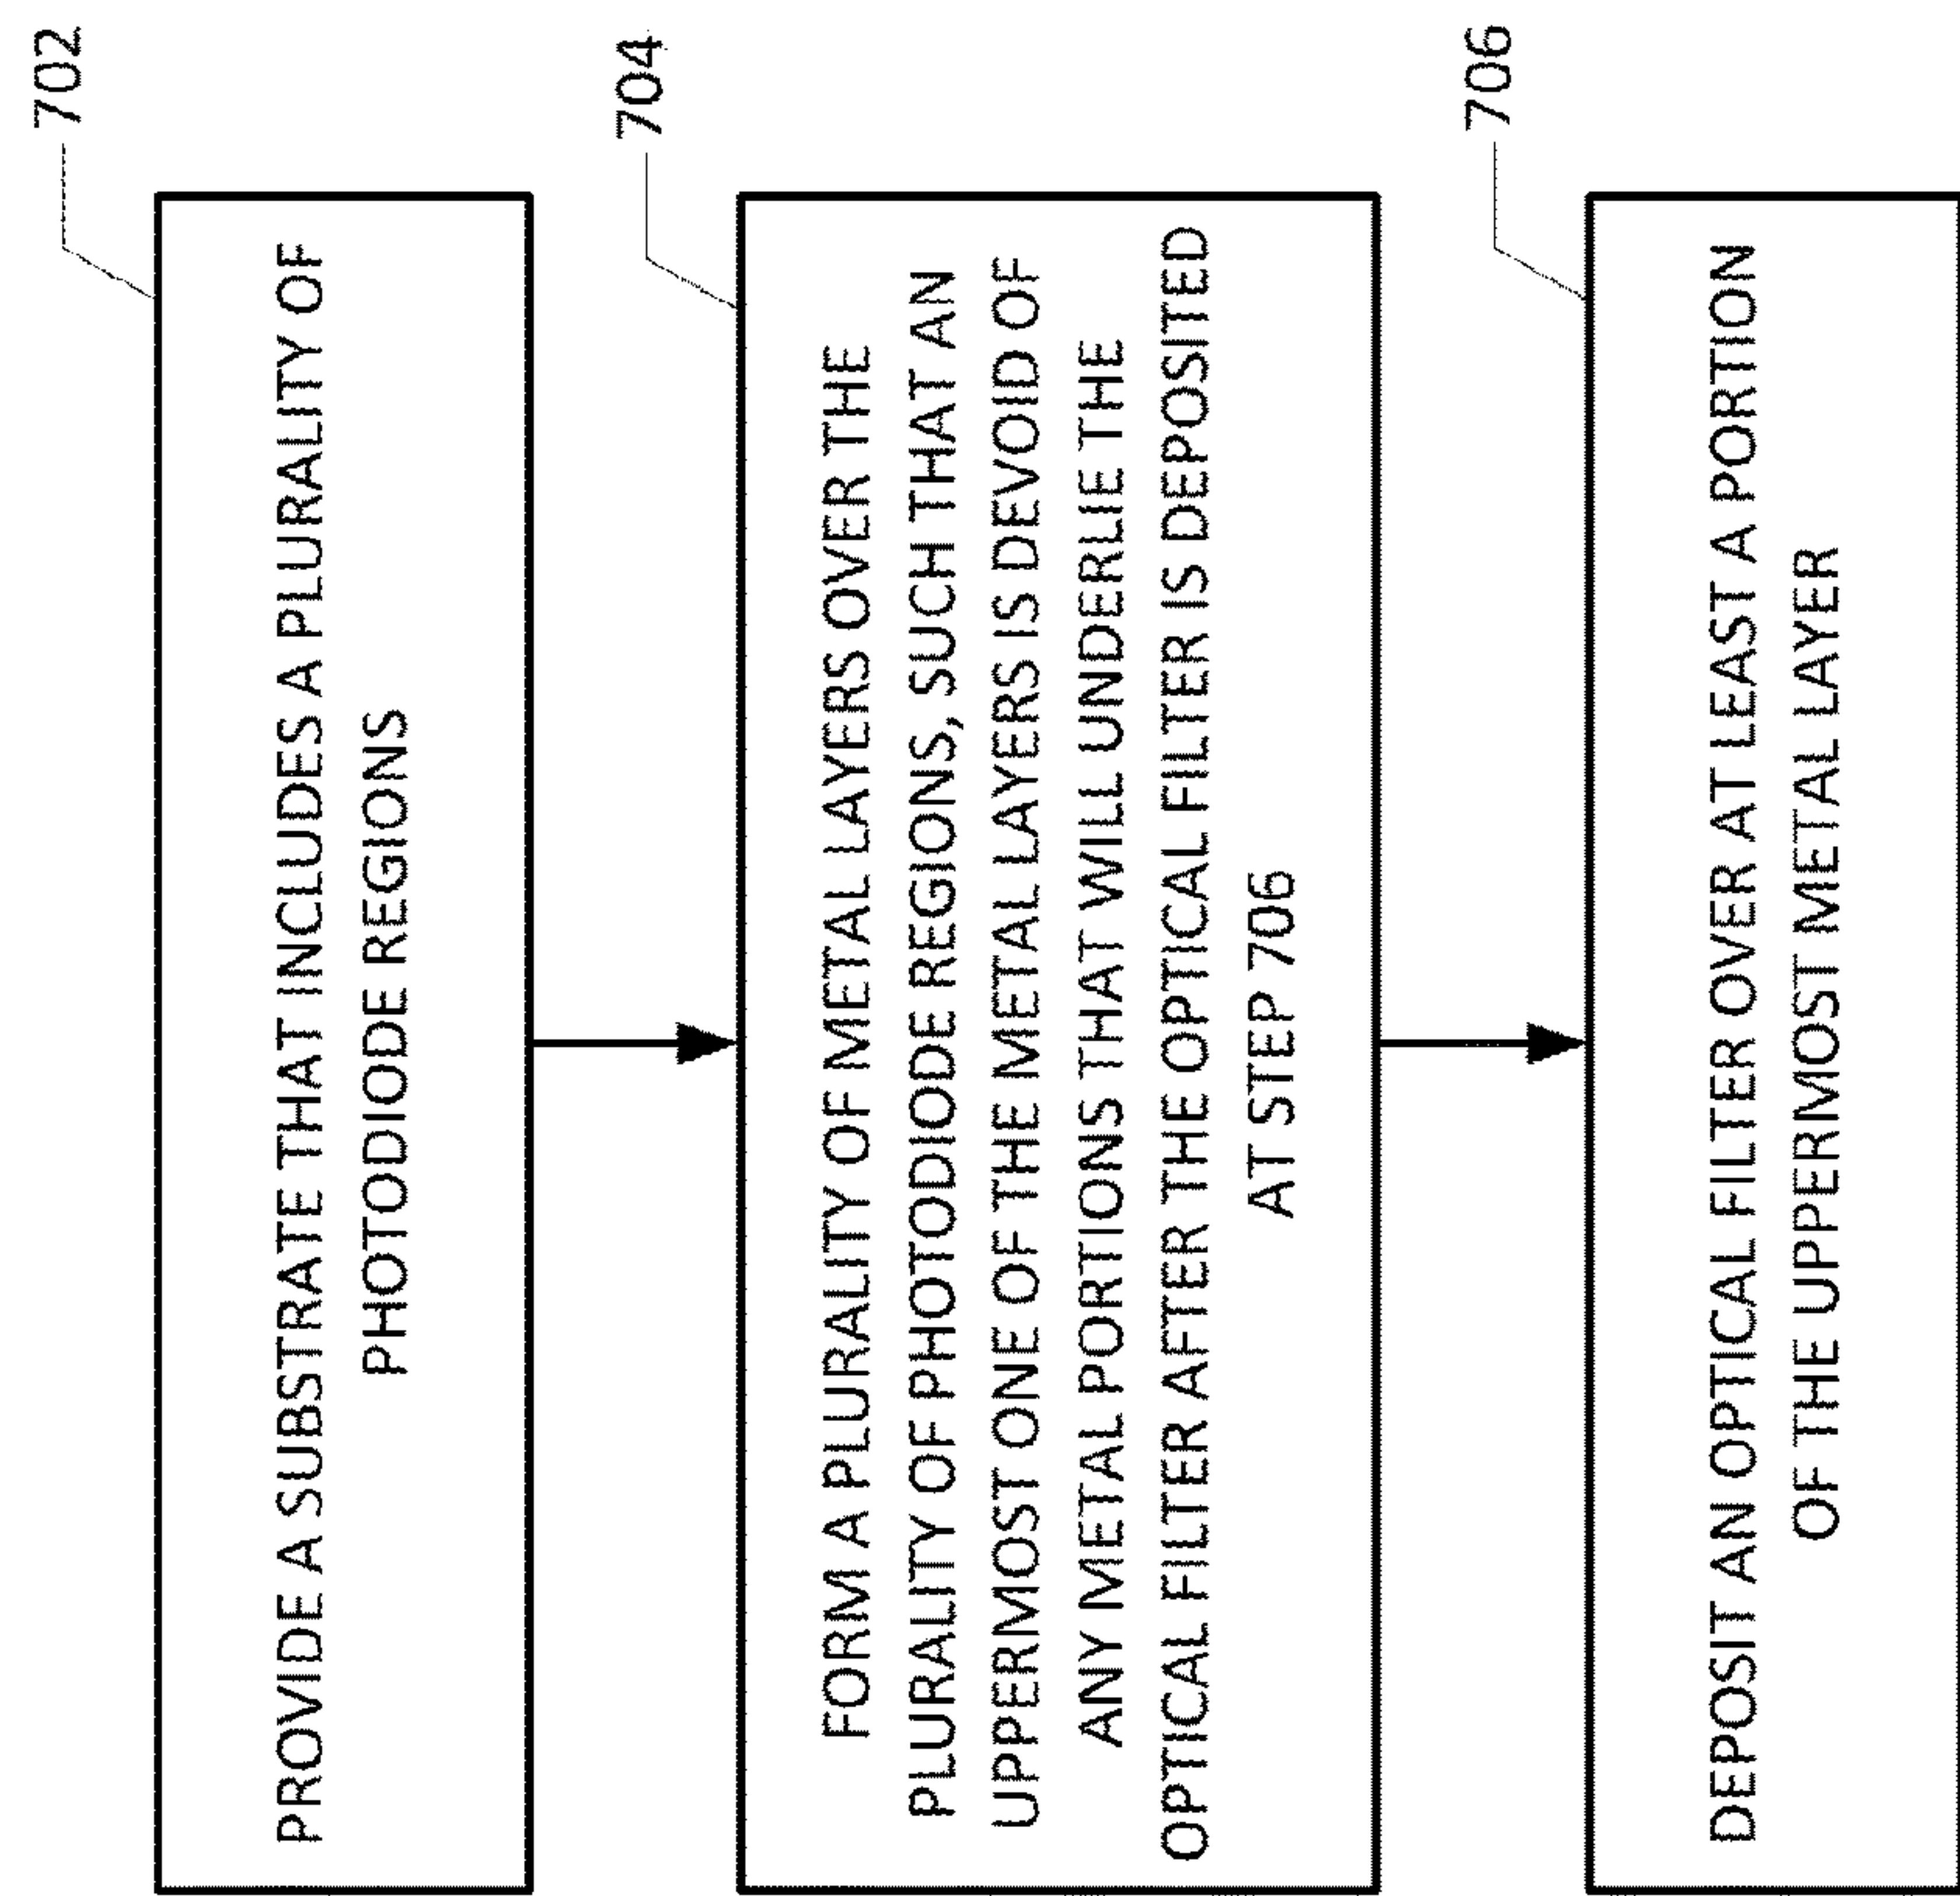 702
PROVIDE A SUBSTRATE THAT INCLUDES A PLURALITY OF
PHOTODIODE REGIONS
704
FORM A PLURALITY OF METAL LAYERS OVER THE
PLURALITY OF PHOTODIODE REGIONS, SUCH THAT AN
UPPERMOST ONE OF THE METAL LAYERS IS DEVOID OF
ANY METAL PORTIONS THAT WILL UNDERLIE THE
OPTICAL FILTER AFTER THE OPTICAL FILTER IS DEPOSITED
AT STEP 706
706
DEPOSIT AN OPTICAL FILTER OVER AT LEAST A PORTION
OF THE UPPERMOST METAL LAYER